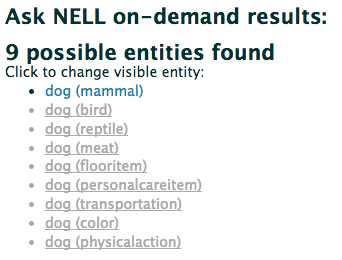 Ask NELL on-demand results:
9 possible entities found
Click to change visible entity:
dog (mammal)
dog (bird)
dog (reptile)
dog (meat)
dog (flooritem)
dog (personalcareitem)
dog (transportation)
dog (color)
dog (physicalaction)